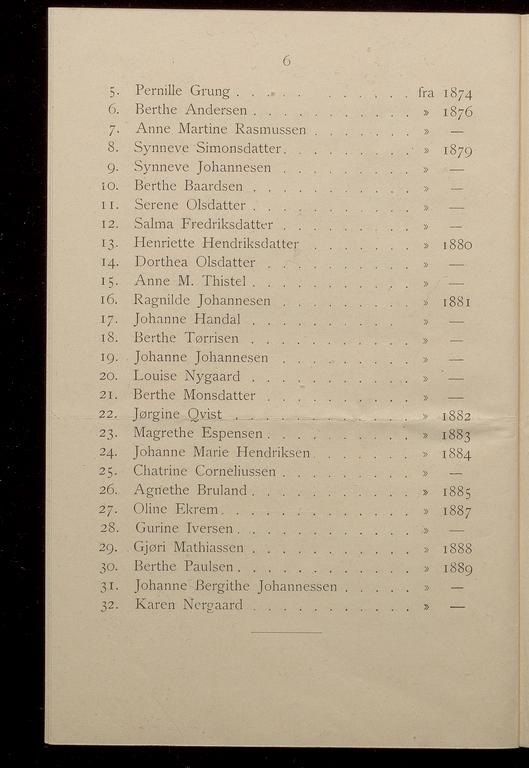 6
5. Pernille Grung . . . . . . . . . . . fra 1874
6. Berthe Andersen . . . . . . . . . . . » 1876
7. Anne Martine Rasmussen . . . . . . . » —
8. Synneve Simonsdatter . . . . . . . . . » 1879
9. Synneve Johannesen . . . . . . . . . » —
10. Berthe Baardsen . . . . . . . . . . . » —
11. Serene Olsdatter . . . . . . . . . . . » —
12. Salma Fredriksdatter . . . . . . . . . » —
13. Henriette Hendriksdatter . . . . . . . » 1880
14. Dorthea Olsdatter . . . . . . . . . . » —
15. Anne M. Thistel . . . . . . . . . . . » —
16. Ragnilde Johannesen . . . . . . . . . » 1881
17. Johanne Handal . . . . . . . . . . . » —
18. Berthe Tørrisen . . . . . . . . . . . » —
19. Johanne Johannesen . . . . . . . . . » —
20. Louise Nygaard . . . . . . . . . . . » —
21. Berthe Monsdatter . . . . . . . . . . » —
22. Jørgine Qvist . . . . . . . . . . . . » 1882
23. Magrethe Espensen . . . . . . . . . . » 1883
24. Johanne Marie Hendriksen . . . . . . . » 1884
25. Chatrine Corneliussen . . . . . . . . . » —
26. Agnethe Bruland . . . . . . . . . . . » 1885
27. Oline Ekrem . . . . . . . . . . . . . » 1887
28. Gurine Iversen . . . . . . . . . . . . » —
29. Gjøri Mathiassen . . . . . . . . . . . » 1888
30. Berthe Paulsen . . . . . . . . . . . . » 1889
31. Johanne Bergithe Johannessen . . . . . » —
32. Karen Nergaard . . . . . . . . . . . » —